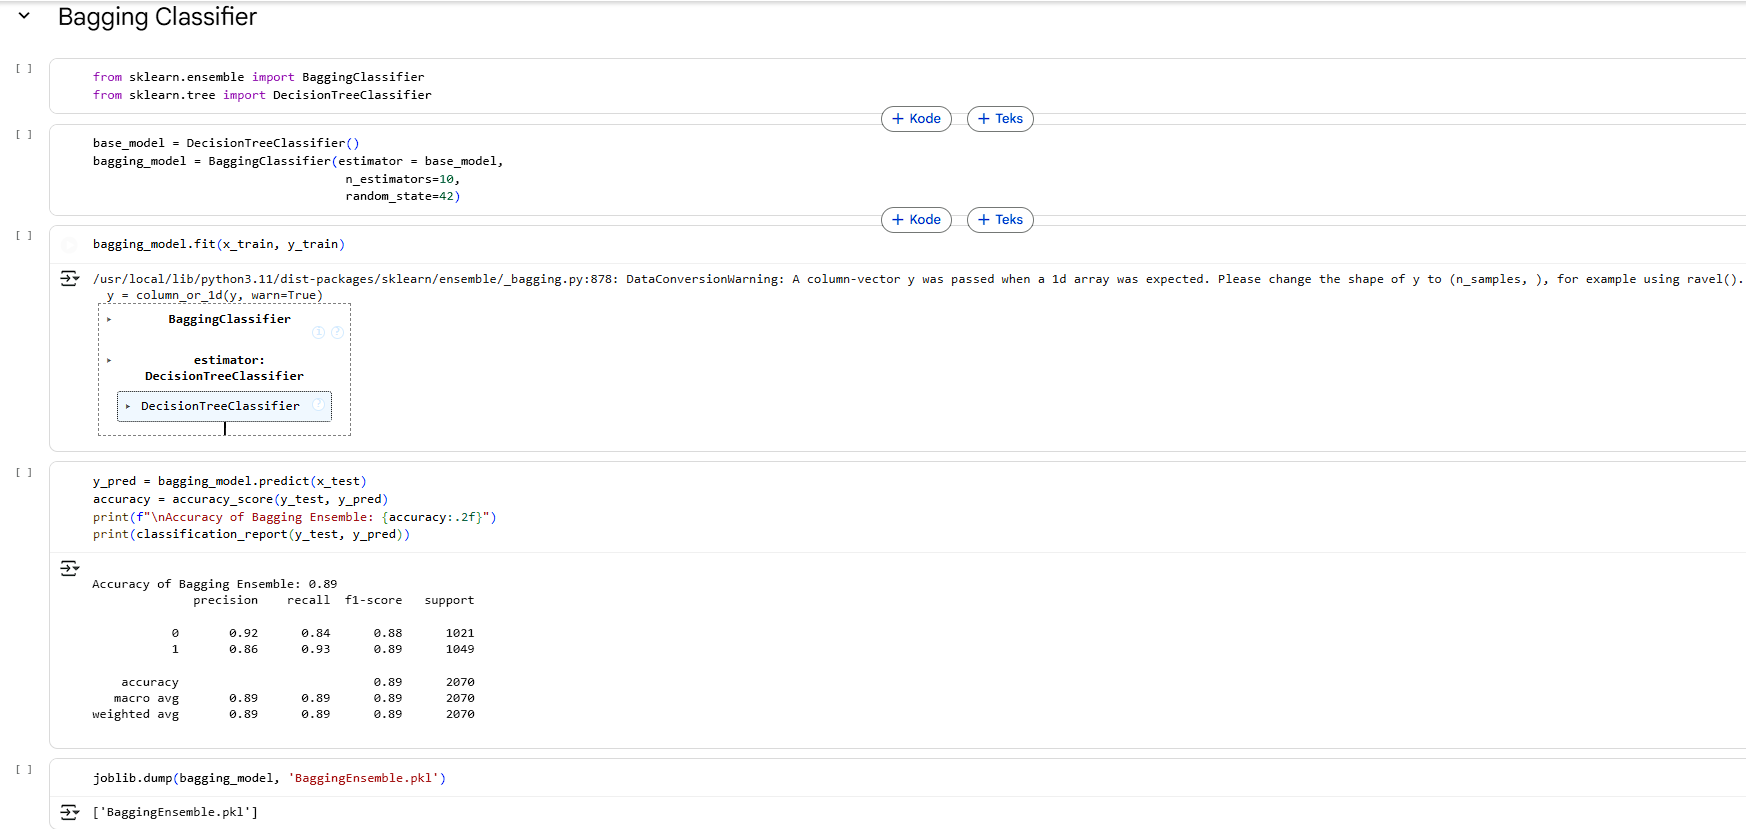 Bagging Classifier
[ ]
from sklearn.ensemble import BaggingClassifier
from sklearn.tree import DecisionTreeClassifier
+ Kode + Teks
[ ]
base_model = DecisionTreeClassifier()
bagging_model = BaggingClassifier(estimator = base_model,
n_estimators=10,
random_state=42)
+ Kode + Teks
[ ]
bagging_model.fit(x_train, y_train)
/usr/local/lib/python3.11/dist-packages/sklearn/ensemble/_bagging.py:878: DataConversionWarning: A column-vector y was passed when a 1d array was expected. Please change the shape of y to (n_samples, ), for example using ravel().
y = column_or_1d(y, warn=True)
BaggingClassifier
i ?
estimator:
DecisionTreeClassifier
DecisionTreeClassifier ?
[ ]
y_pred = bagging_model.predict(x_test)
accuracy = accuracy_score(y_test, y_pred)
print(f"\nAccuracy of Bagging Ensemble: {accuracy:.2f}")
print(classification_report(y_test, y_pred))
Accuracy of Bagging Ensemble: 0.89
precision recall f1-score support
0 0.92 0.84 0.88 1021
1 0.86 0.93 0.89 1049
accuracy 0.89 2070
macro avg 0.89 0.89 0.89 2070
weighted avg 0.89 0.89 0.89 2070
[ ]
joblib.dump(bagging_model, 'BaggingEnsemble.pkl')
['BaggingEnsemble.pkl']